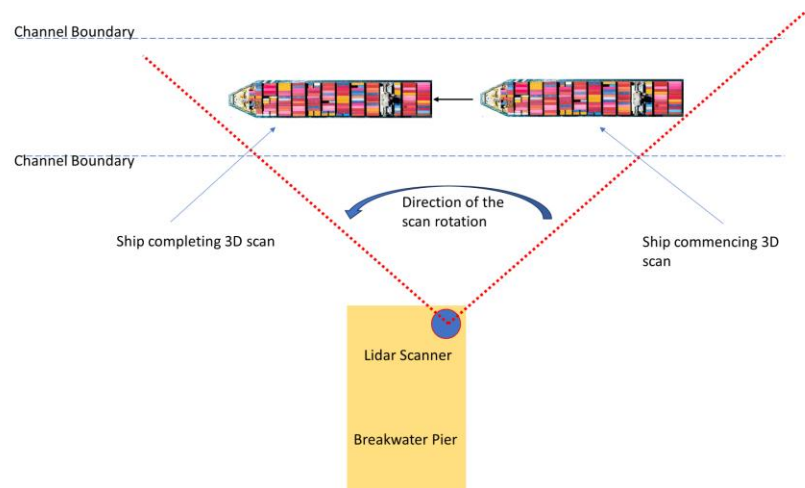 Channel Boundary
Channel Boundary
Direction of the
scan rotation
Ship completing 3D scan
Ship commencing 3D
scan
Lidar Scanner
Breakwater Pier